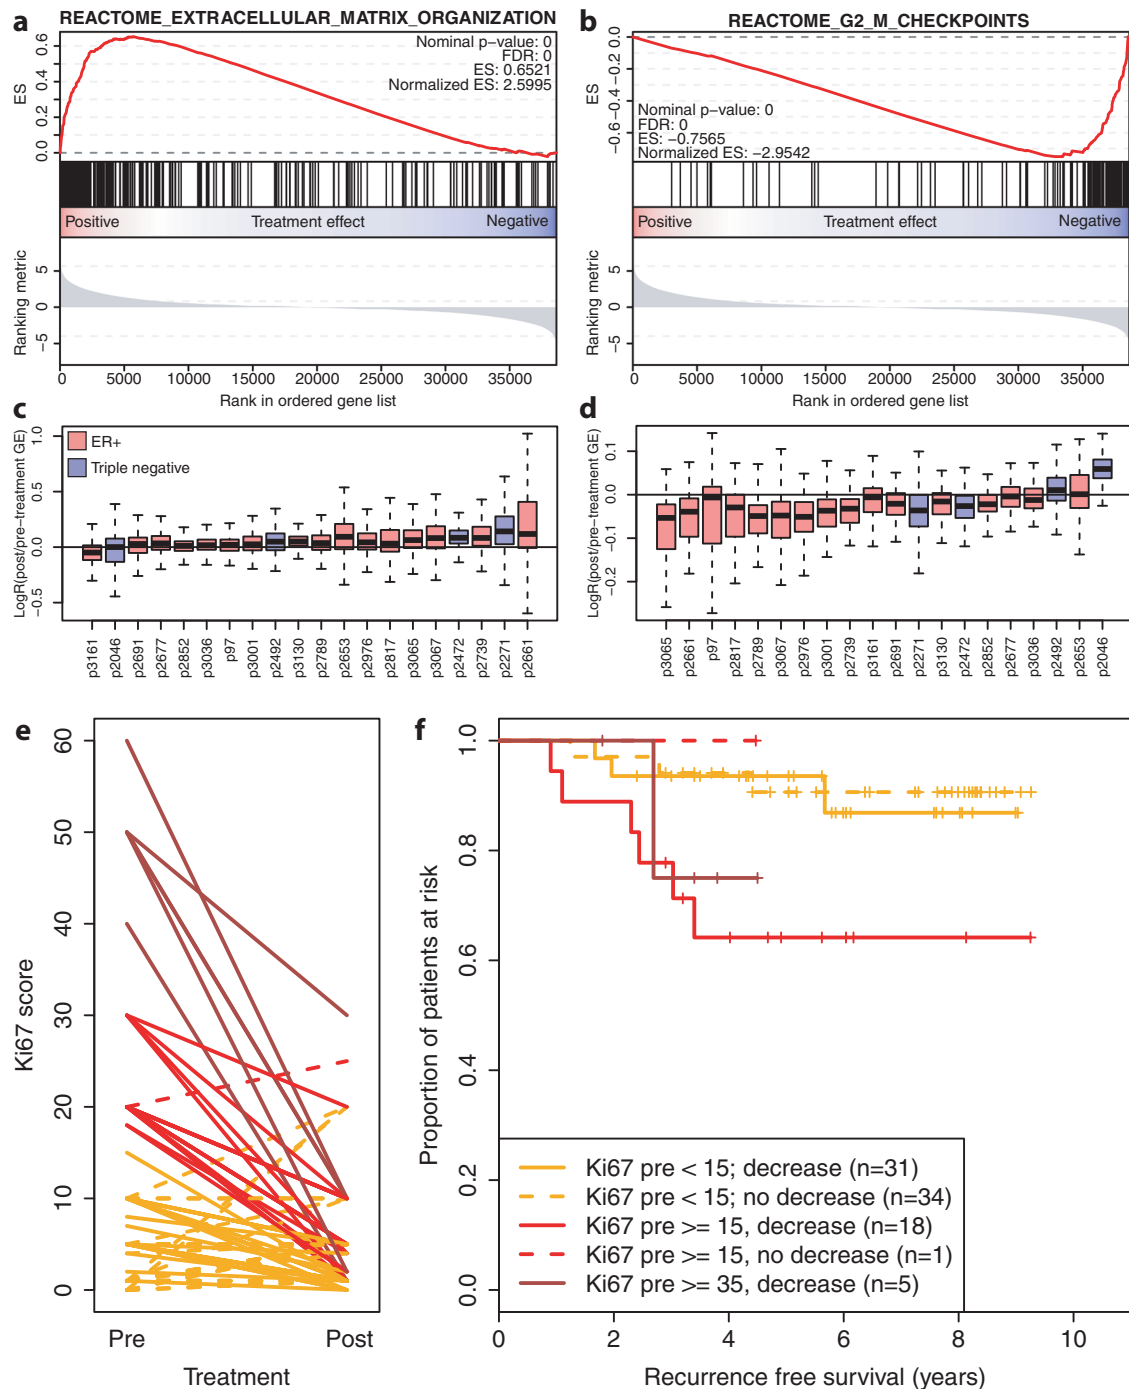 a
REACTOME_EXTRACELLULAR_MATRIX_ORGANIZATION
Nominal p−value: 0
FDR: 0
ES: 0.6521
Normalized ES: 2.5995
ES
0.0 0.2 0.4 0.6
Positive Treatment effect Negative
Ranking metric
−5 0 5
0 5000 10000 15000 20000 25000 30000 35000
Rank in ordered gene list
b
REACTOME_G2_M_CHECKPOINTS
Nominal p−value: 0
FDR: 0
ES: −0.7565
Normalized ES: −2.9542
ES
−0.6 −0.4 −0.2 0.0
Positive Treatment effect Negative
Ranking metric
−5 0 5
0 5000 10000 15000 20000 25000 30000 35000
Rank in ordered gene list
c
ER+
Triple negative
LogR(post/pre−treatment GE)
−0.5 0.0 0.5 1.0
p3161 p2046 p2691 p2677 p2852 p3036 p97 p3001 p2492 p3130 p2789 p2653 p2976 p2817 p3065 p3067 p2472 p2739 p2271 p2661
d
LogR(post/pre−treatment GE)
−0.2 −0.1 0.0 0.1
p3065 p2661 p97 p2817 p2789 p3067 p2976 p3001 p2739 p3161 p2691 p2271 p3130 p2472 p2852 p2677 p3036 p2492 p2653 p2046
e
Ki67 score
0 10 20 30 40 50 60
Pre Post
Treatment
f
Proportion of patients at risk
0.0 0.2 0.4 0.6 0.8 1.0
Ki67 pre < 15; decrease (n=31)
Ki67 pre < 15; no decrease (n=34)
Ki67 pre >= 15, decrease (n=18)
Ki67 pre >= 15, no decrease (n=1)
Ki67 pre >= 35, decrease (n=5)
0 2 4 6 8 10
Recurrence free survival (years)